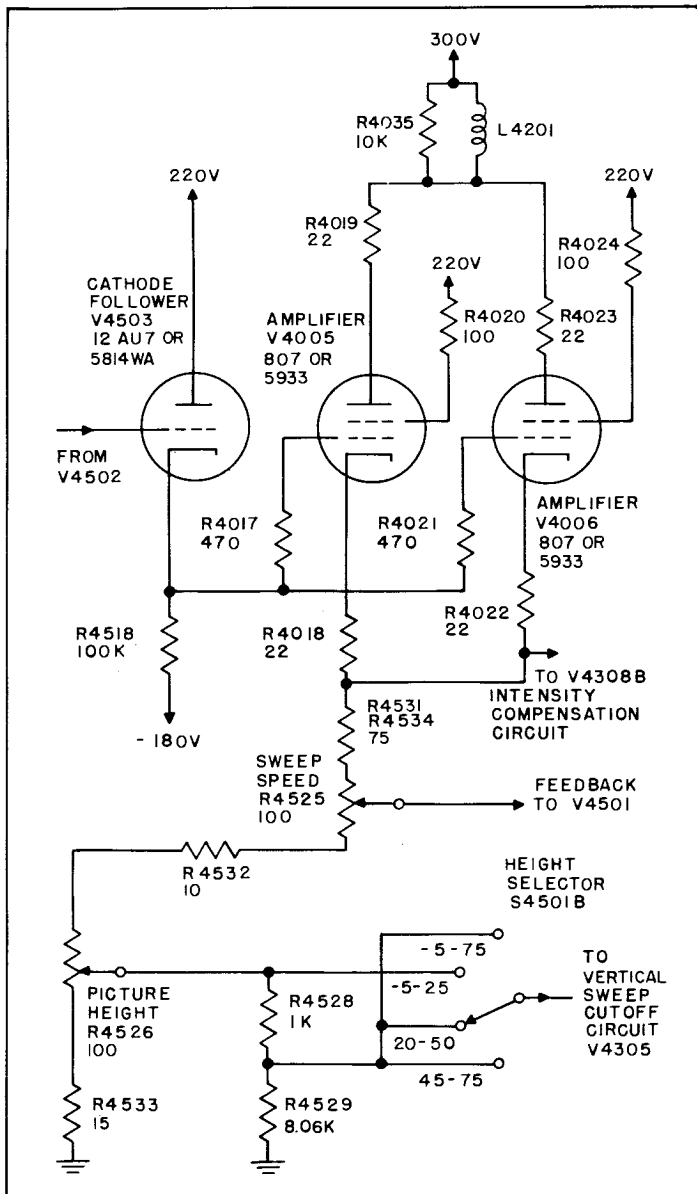 300V
R4035
10K
L4201
220V
R4019
22
220V
R4024
100
CATHODE
FOLLOWER
V4503
12 AU7 OR
5814WA
AMPLIFIER
V4005
807 OR
5933
R4020
100
R4023
22
FROM
V4502
R4017
470
R4021
470
AMPLIFIER
V4006
807 OR
5933
R4518
100K
R4018
22
R4022
22
-180V
TO V4308B
INTENSITY
COMPENSATION
CIRCUIT
R4531
R4534
75
SWEEP
SPEED
R4525
100
FEEDBACK
TO V4501
R4532
10
HEIGHT
SELECTOR
S4501B
-5-75
-5-25
20-50
45-75
TO
VERTICAL
SWEEP
CUTOFF
CIRCUIT
V4305
PICTURE
HEIGHT
R4526
100
R4528
1K
R4533
15
R4529
8.06K